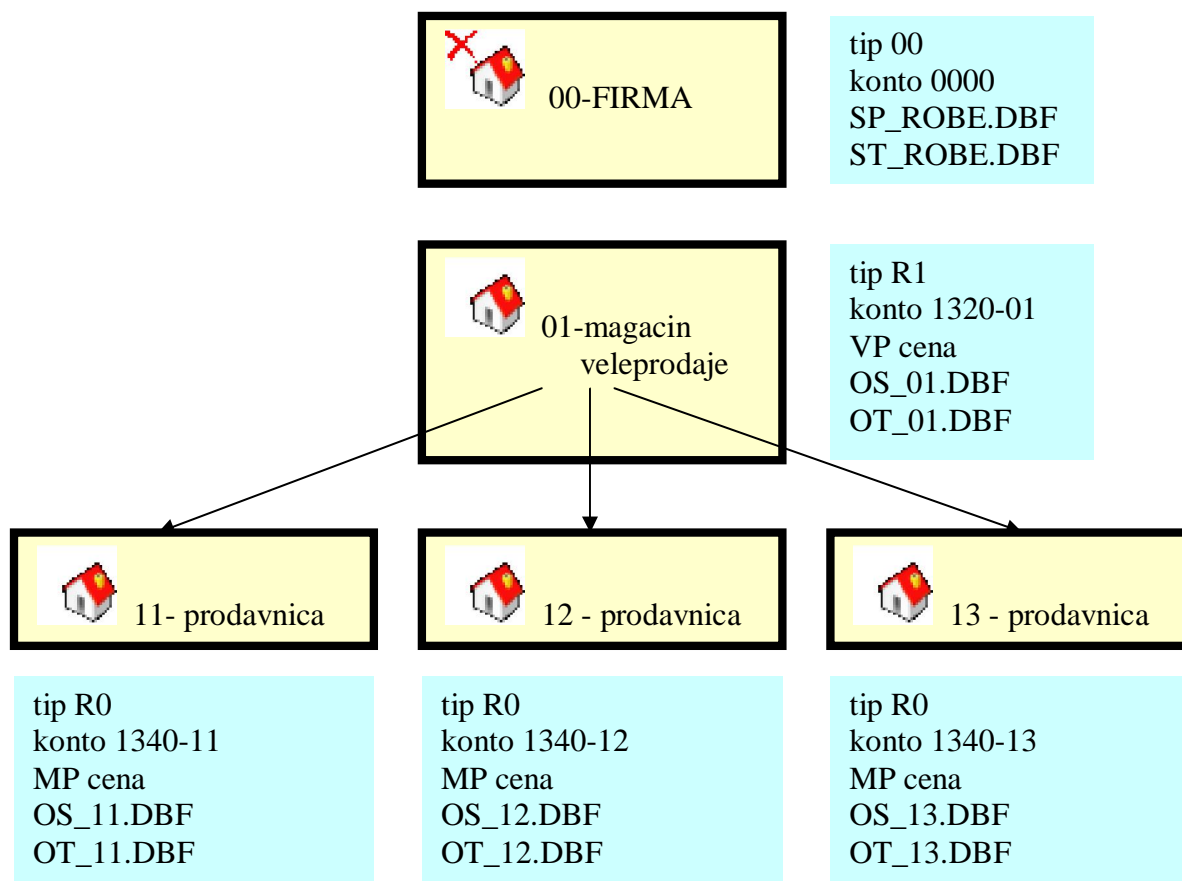 00-FIRMA
tip 00
konto 0000
SP_ROBE.DBF
ST_ROBE.DBF
01-magacin
veleprodaje
tip R1
konto 1320-01
VP cena
OS_01.DBF
OT_01.DBF
11- prodavnica
12 - prodavnica
13 - prodavnica
tip R0
konto 1340-11
MP cena
OS_11.DBF
OT_11.DBF
tip R0
konto 1340-12
MP cena
OS_12.DBF
OT_12.DBF
tip R0
konto 1340-13
MP cena
OS_13.DBF
OT_13.DBF